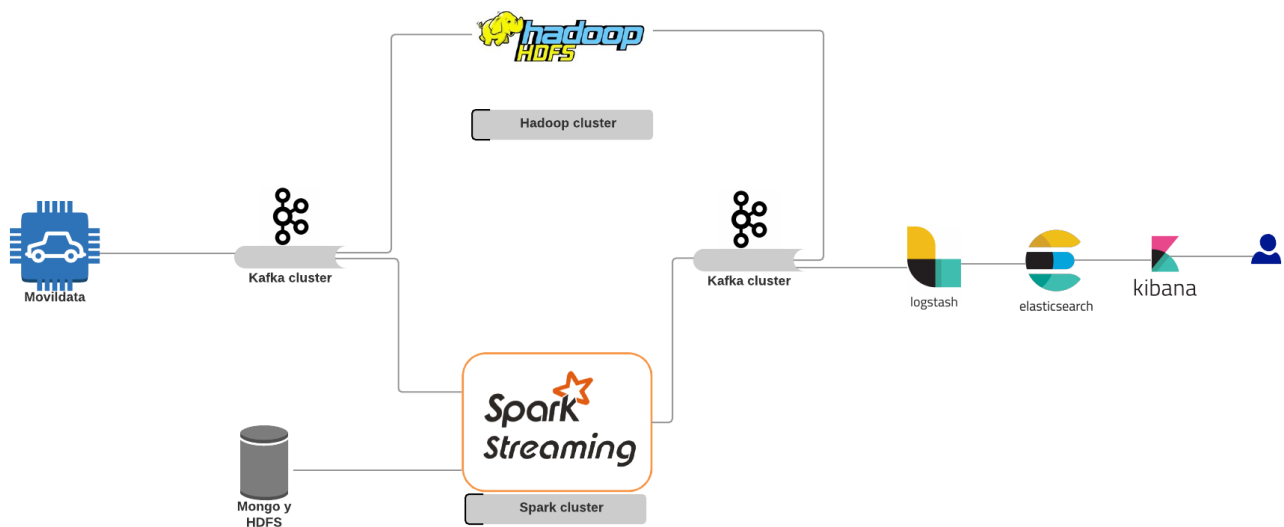 hadoop
HDFS
Hadoop cluster
Movildata
Kafka cluster
Kafka cluster
logstash
elasticsearch
kibana
Spark
Streaming
Mongo y
HDFS
Spark cluster